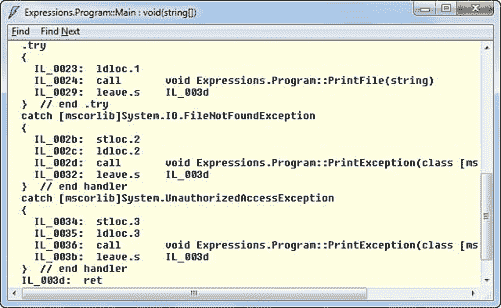 Expressions.Program::Main : void(string[])
Find Find Next
.try
{
IL_0023: ldloc.1
IL_0024: call void Expressions.Program::PrintFile(string)
IL_0029: leave.s IL_003d
} // end .try
catch [mscorlib]System.IO.FileNotFoundException
{
IL_002b: stloc.2
IL_002c: ldloc.2
IL_002d: call void Expressions.Program::PrintException(class [ms
IL_0032: leave.s IL_003d
} // end handler
catch [mscorlib]System.UnauthorizedAccessException
{
IL_0034: stloc.3
IL_0035: ldloc.3
IL_0036: call void Expressions.Program::PrintException(class [ms
IL_003b: leave.s IL_003d
} // end handler
IL_003d: ret